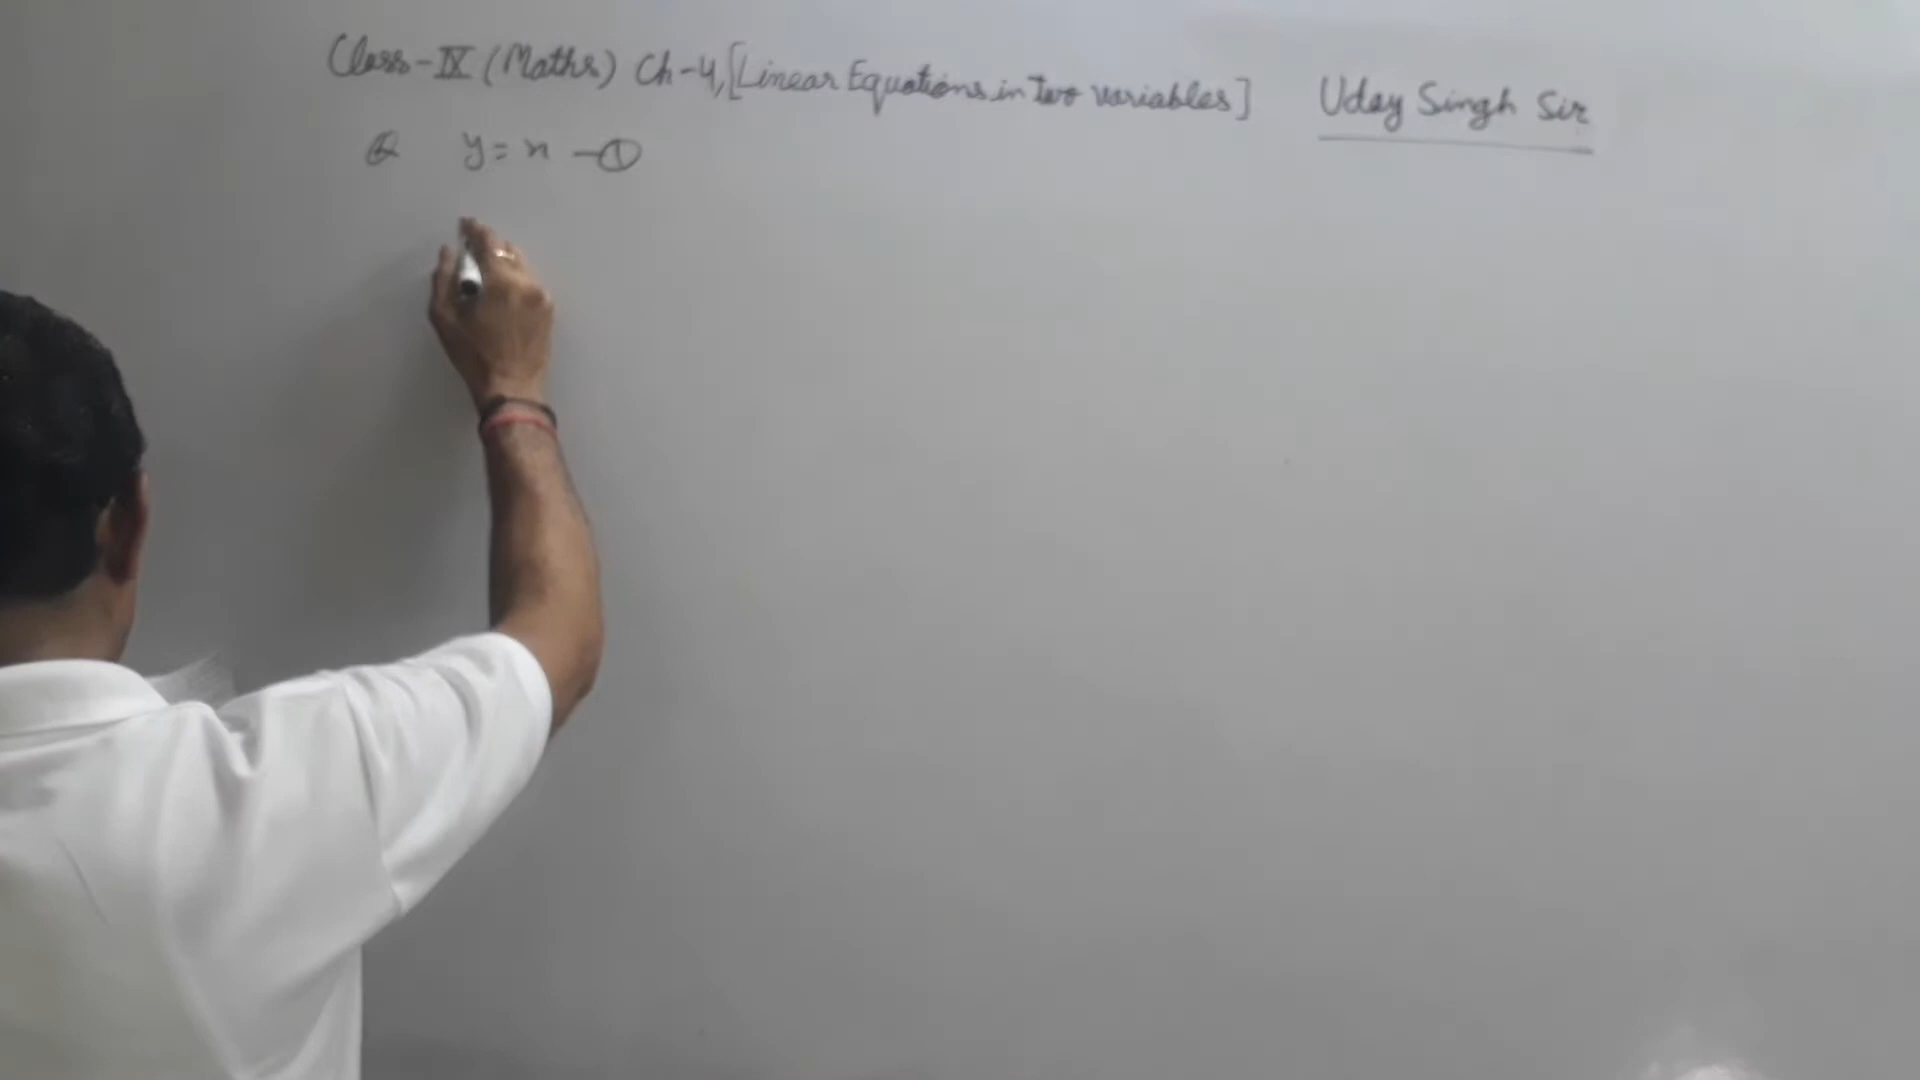 Class-IX (Maths) Ch-4, [Linear Equations in two variables] Uday Singh Sir
Q y = x —①